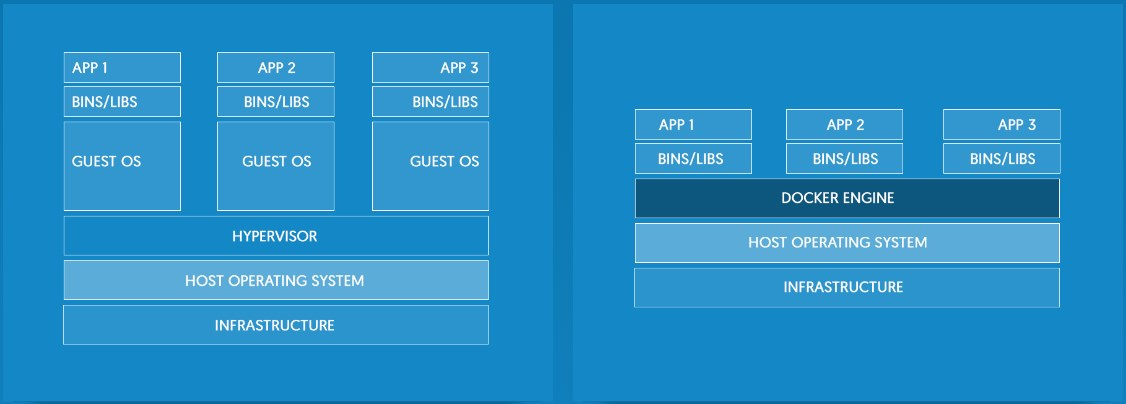 APP 1
APP 2
APP 3
BINS/LIBS
BINS/LIBS
BINS/LIBS
GUEST OS
GUEST OS
GUEST OS
HYPERVISOR
HOST OPERATING SYSTEM
INFRASTRUCTURE
APP 1
APP 2
APP 3
BINS/LIBS
BINS/LIBS
BINS/LIBS
DOCKER ENGINE
HOST OPERATING SYSTEM
INFRASTRUCTURE